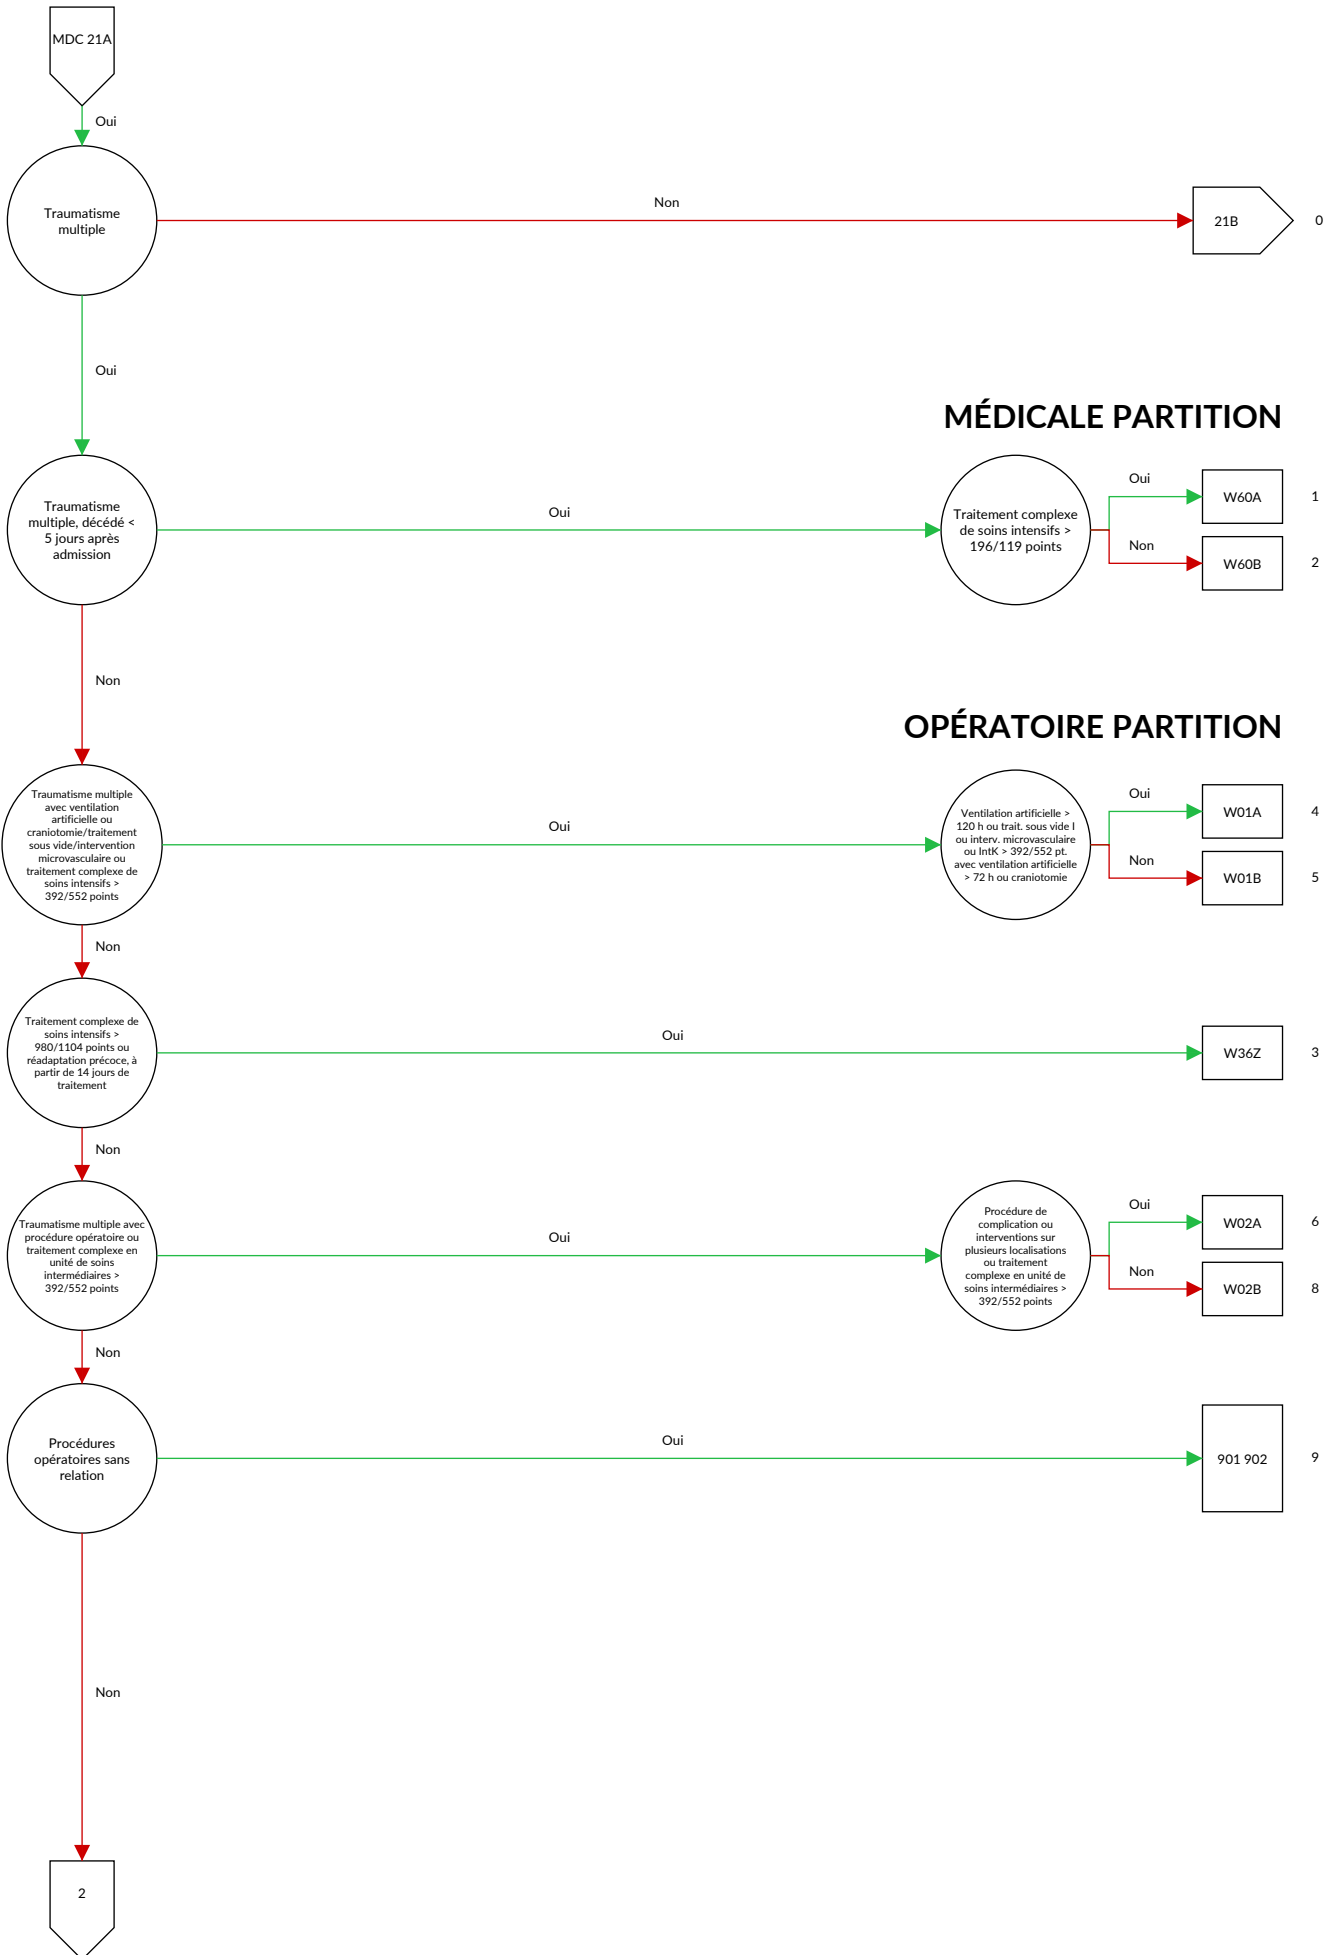 MDC 21A
Oui
Traumatisme
multiple
Non
21B
0
Oui
MÉDICALE PARTITION
Traumatisme
multiple, décédé <
5 jours après
admission
Oui
Traitement complexe
de soins intensifs >
196/119 points
Oui
W60A
1
Non
W60B
2
Non
OPÉRATOIRE PARTITION
Traumatisme multiple
avec ventilation
artificielle ou
craniotomie/traitement
sous vide/intervention
microvasculaire ou
traitement complexe de
soins intensifs >
392/552 points
Oui
Ventilation artificielle >
120 h ou trait. sous vide I
ou interv. microvasculaire
ou IntK > 392/552 pt.
avec ventilation artificielle
> 72 h ou craniotomie
Oui
W01A
4
Non
W01B
5
Non
Traitement complexe de
soins intensifs >
980/1104 points ou
réadaptation précoce, à
partir de 14 jours de
traitement
Oui
W36Z
3
Non
Traumatisme multiple avec
procédure opératoire ou
traitement complexe en
unité de soins
intermédiaires >
392/552 points
Oui
Procédure de
complication ou
interventions sur
plusieurs localisations
ou traitement
complexe en unité de
soins intermédiaires >
392/552 points
Oui
W02A
6
Non
W02B
8
Non
Procédures
opératoires sans
relation
Oui
901 902
9
Non
2